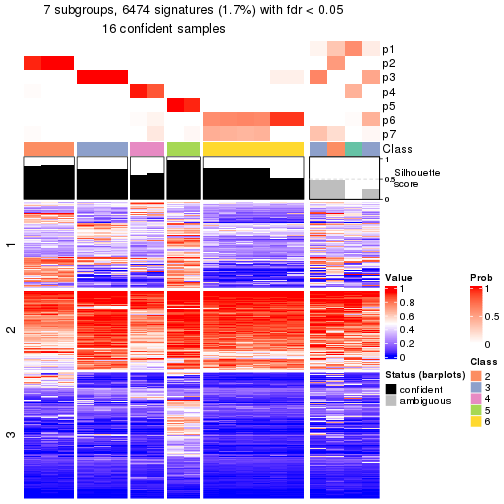 7 subgroups, 6474 signatures (1.7%) with fdr < 0.05
16 confident samples
p1
p2
p3
p4
p5
p6
p7
Class
1
0.5
0
Silhouette
score
1
2
3
Value
1
0.8
0.6
0.4
0.2
0
Status (barplots)
confident
ambiguous
Prob
1
0.5
0
Class
2
3
4
5
6